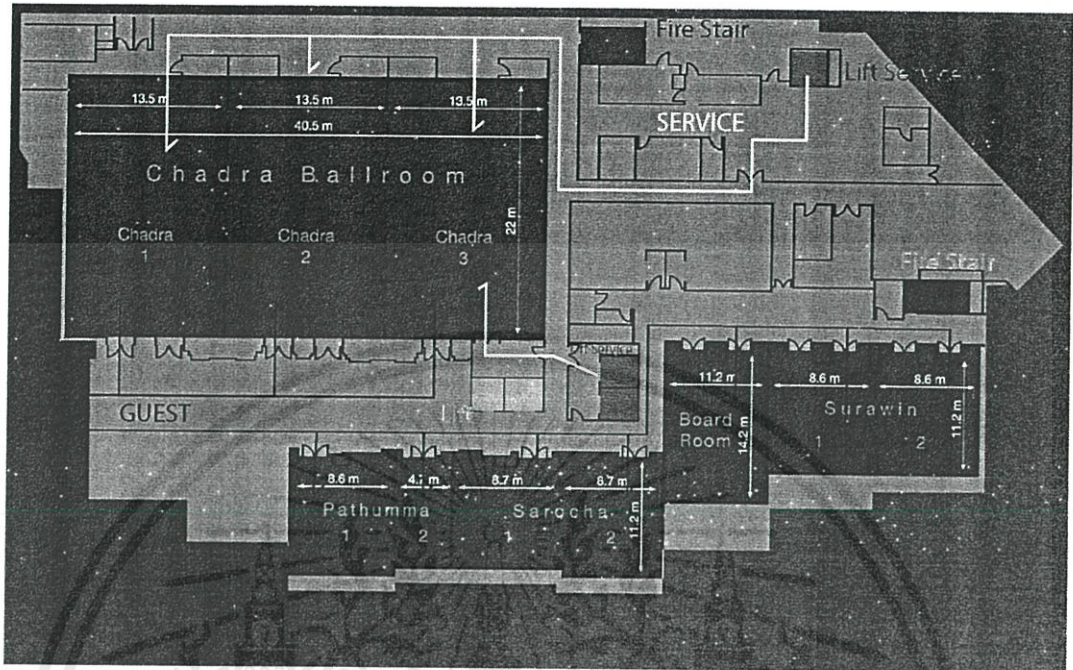 Fire Stair
Lift Service
13.5 m 13.5 m 13.5 m
40.5 m
SERVICE
Chadra Ballroom
22 m
Chadra
1
Chadra
2
Chadra
3
Fire Stair
Lift
GUEST
11.2 m 8.6 m 8.6 m
Board
Room
14.2 m
Surawin
1 2
11.2 m
8.6 m 4.1 m 8.7 m 8.7 m
Pathumma
1 2
Sarocha
1 2
11.2 m